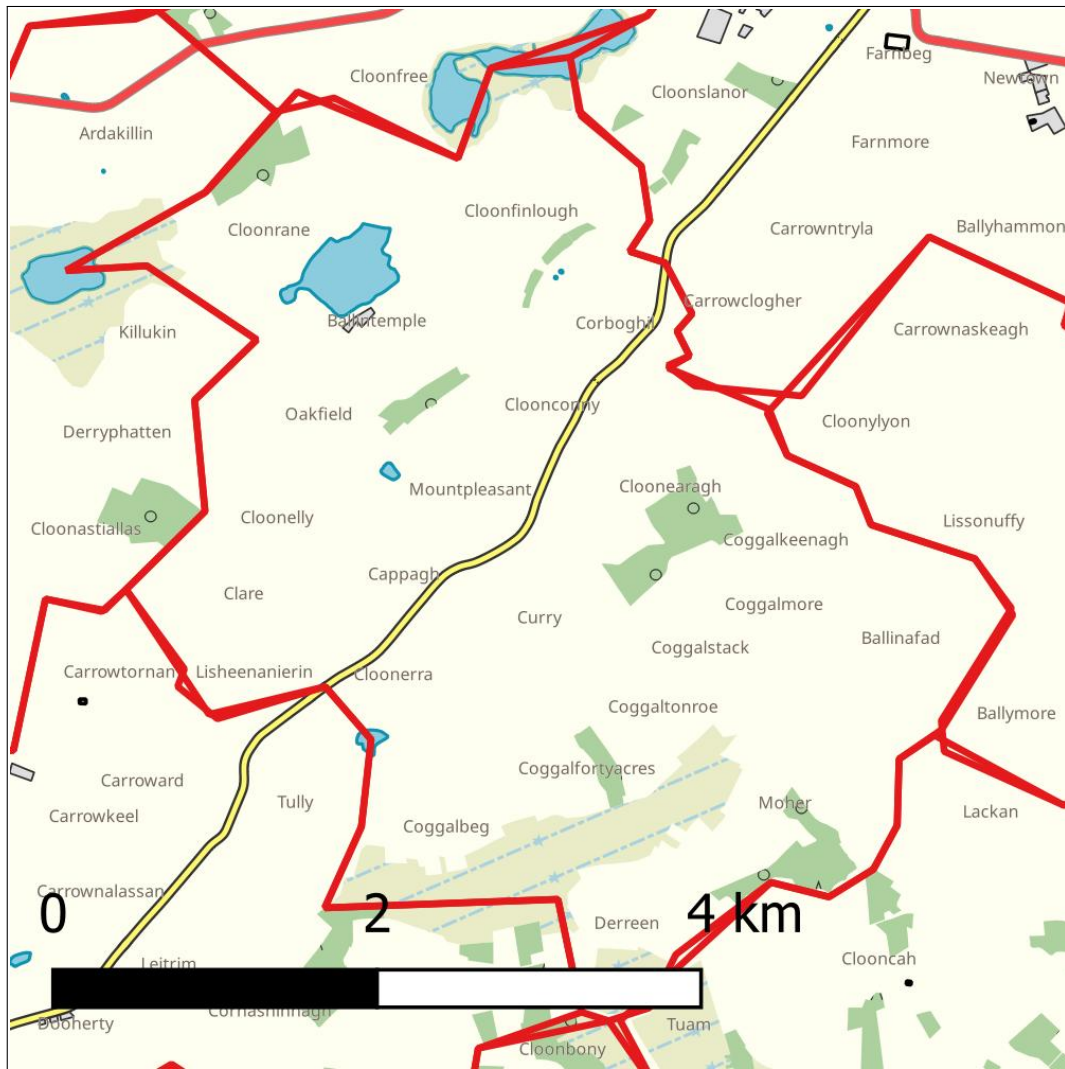 Farnbeg
Cloonfree
Newtown
Cloonslanor
Ardakillin
Farnmore
Cloonfinlough
Cloonrane
Carrowntryla
Ballyhammon
Carrowclogher
Ballintemple
Corboghil
Killukin
Carrownaskeagh
Cloonconny
Oakfield
Cloonylyon
Derryphatten
Mountpleasant
Cloonearagh
Cloonelly
Lissonuffy
Cloonastiallas
Coggalkeenagh
Cappagh
Clare
Coggalmore
Curry
Ballinafad
Coggalstack
Carrowtornan
Lisheenanierin
Cloonerra
Coggaltonroe
Ballymore
Coggalfortyacres
Carroward
Tully
Moher
Carrowkeel
Lackan
Coggalbeg
Carrownalassan
0 2 4 km
Derreen
Clooncah
Leitrim
Cornashinnagh
Dooherty
Tuam
Cloonbony